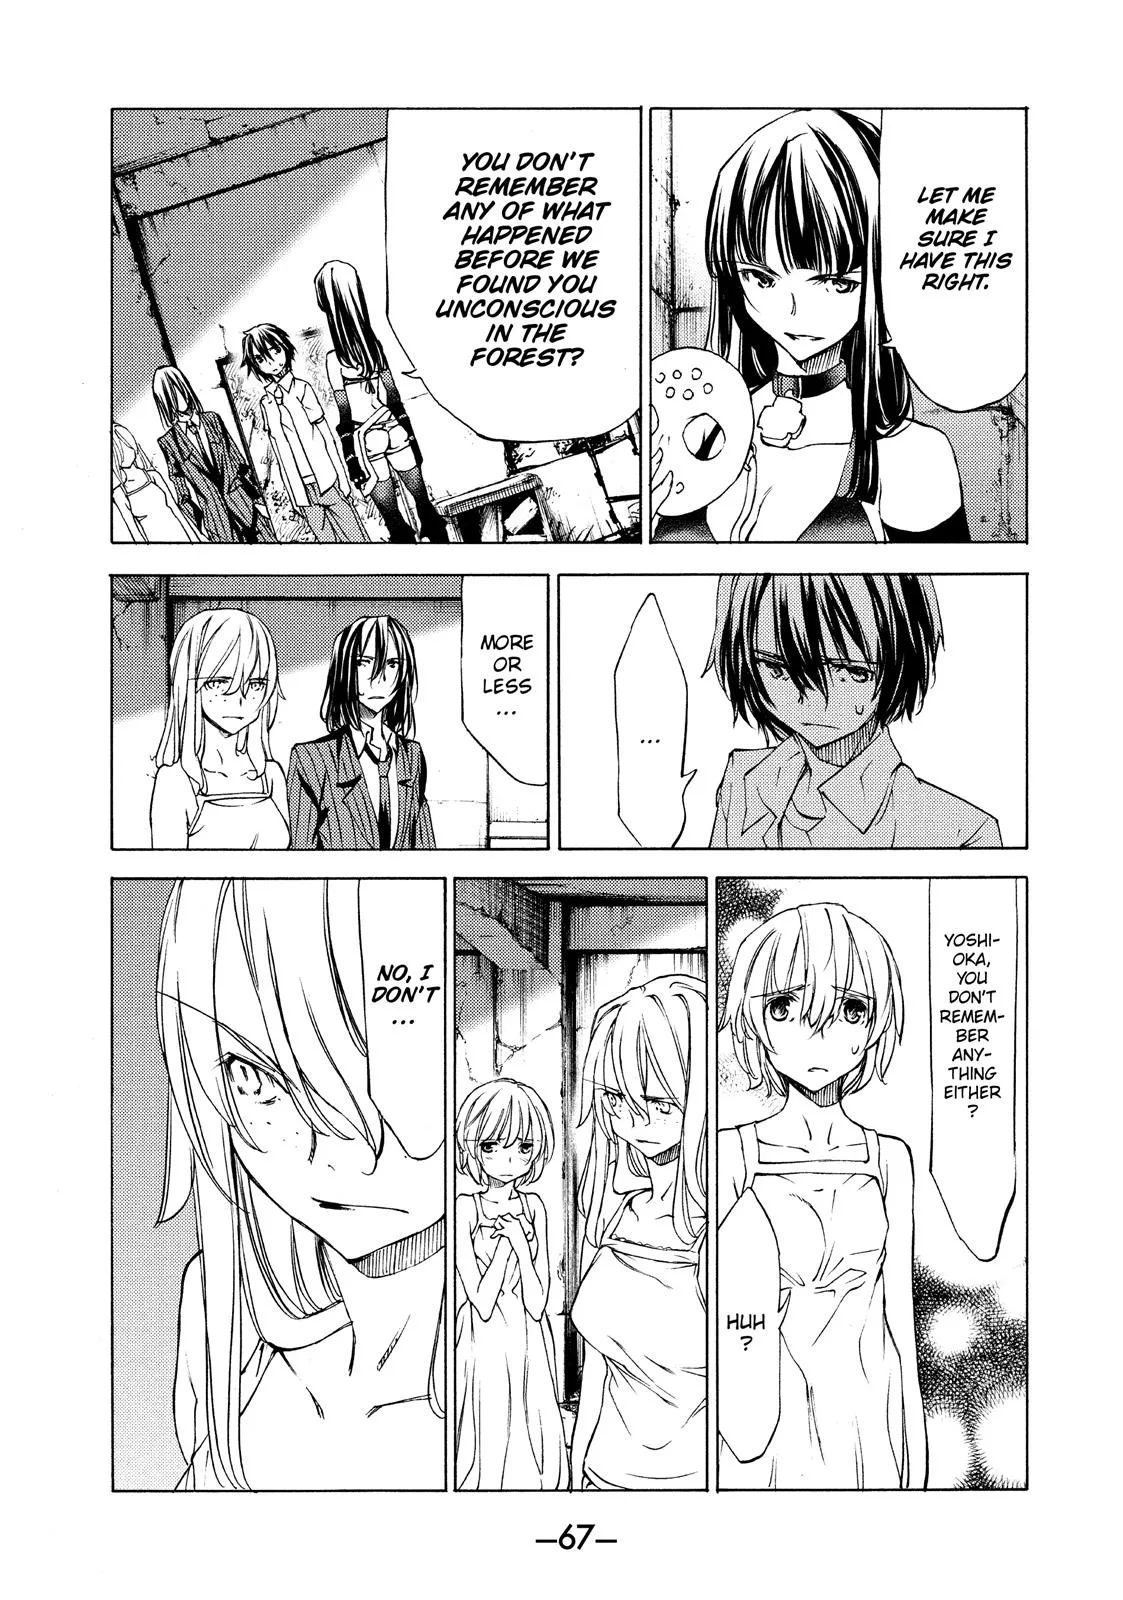 LET ME
MAKE
SURE I
HAVE THIS
RIGHT.
YOU DON'T
REMEMBER
ANY OF WHAT
HAPPENED
BEFORE WE
FOUND YOU
UNCONSCIOUS
IN THE
FOREST?
...
MORE
OR
LESS
...
YOSHI-
OKA,
YOU
DON'T
REMEM-
BER
ANY-
THING
EITHER
?
HUH
?
NO, I
DON'T
...
—67—